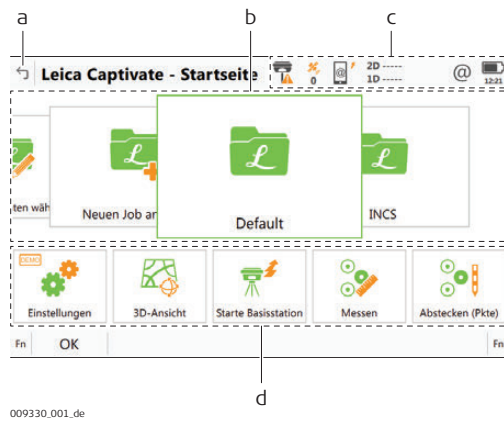 a b c
Leica Captivate - Startseite
0
@
2D -----
1D -----
@
12:21
ten wäh
Neuen Job an
Default
INCS
DEMO
Einstellungen
3D-Ansicht
Starte Basisstation
Messen
Abstecken (Pkte)
Fn OK Fn
d
009330_001_de